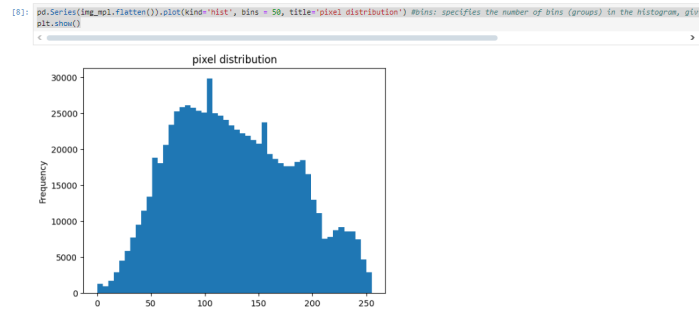 [8]: pd.Series(img_mpl.flatten()).plot(kind='hist', bins = 50, title='pixel distribution') #bins: specifies the number of bins (groups) in the histogram, giv
plt.show()
pixel distribution
30000
25000
20000
15000
10000
5000
0
Frequency
0 50 100 150 200 250